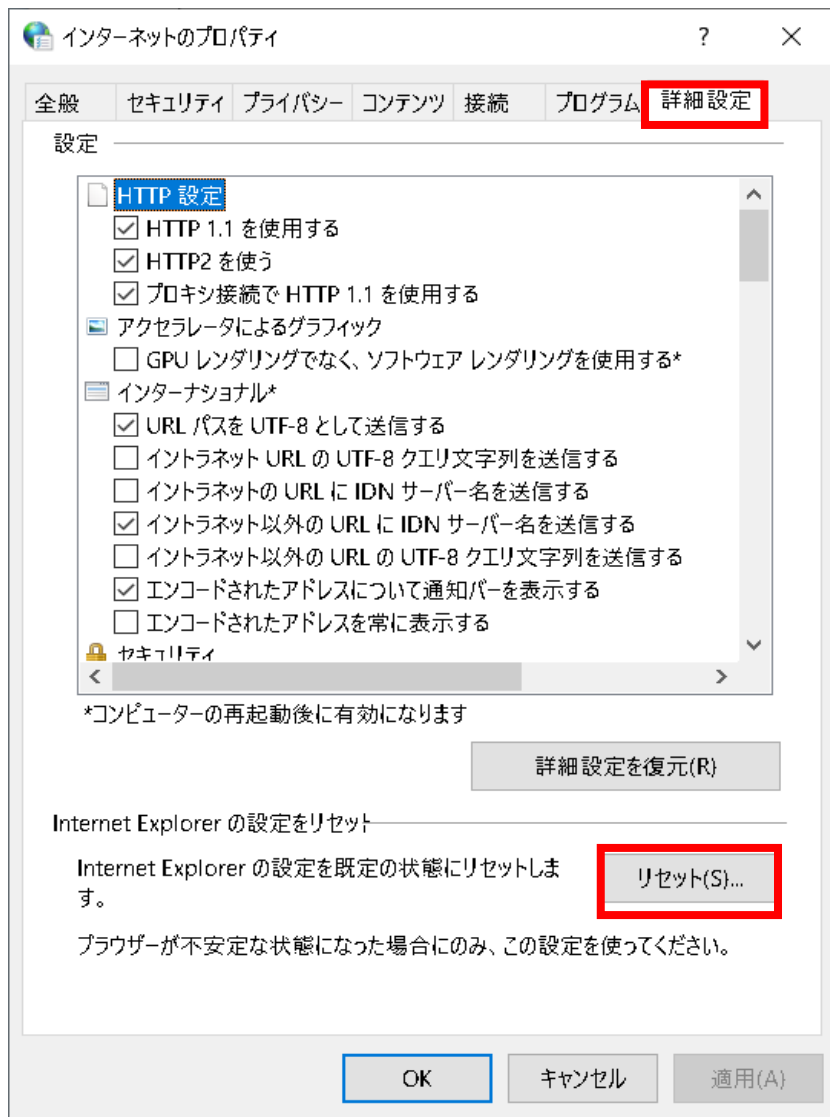 インターネットのプロパティ ? ×
全般 セキュリティ プライバシー コンテンツ 接続 プログラム 詳細設定
設定
HTTP 設定
HTTP 1.1 を使用する
HTTP2 を使う
プロキシ接続で HTTP 1.1 を使用する
アクセラレータによるグラフィック
GPU レンダリングでなく、ソフトウェア レンダリングを使用する*
インターナショナル*
URL パスを UTF-8 として送信する
イントラネット URL の UTF-8 クエリ文字列を送信する
イントラネットの URL に IDN サーバー名を送信する
イントラネット以外の URL に IDN サーバー名を送信する
イントラネット以外の URL の UTF-8 クエリ文字列を送信する
エンコードされたアドレスについて通知バーを表示する
エンコードされたアドレスを常に表示する
セキュリティ
*コンピューターの再起動後に有効になります
詳細設定を復元(R)
Internet Explorer の設定をリセット
Internet Explorer の設定を既定の状態にリセットしま
す。
リセット(S)...
ブラウザーが不安定な状態になった場合にのみ、この設定を使ってください。
OK キャンセル 適用(A)